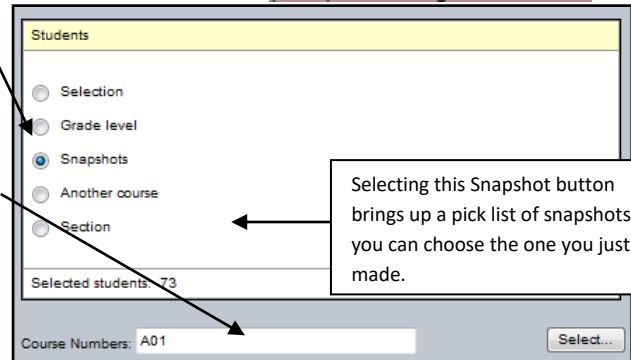 Students
Selection
Grade level
Snapshots
Another course
Section
Selecting this Snapshot button
brings up a pick list of snapshots
you can choose the one you just
made.
Selected students: 73
Course Numbers: A01
Select...